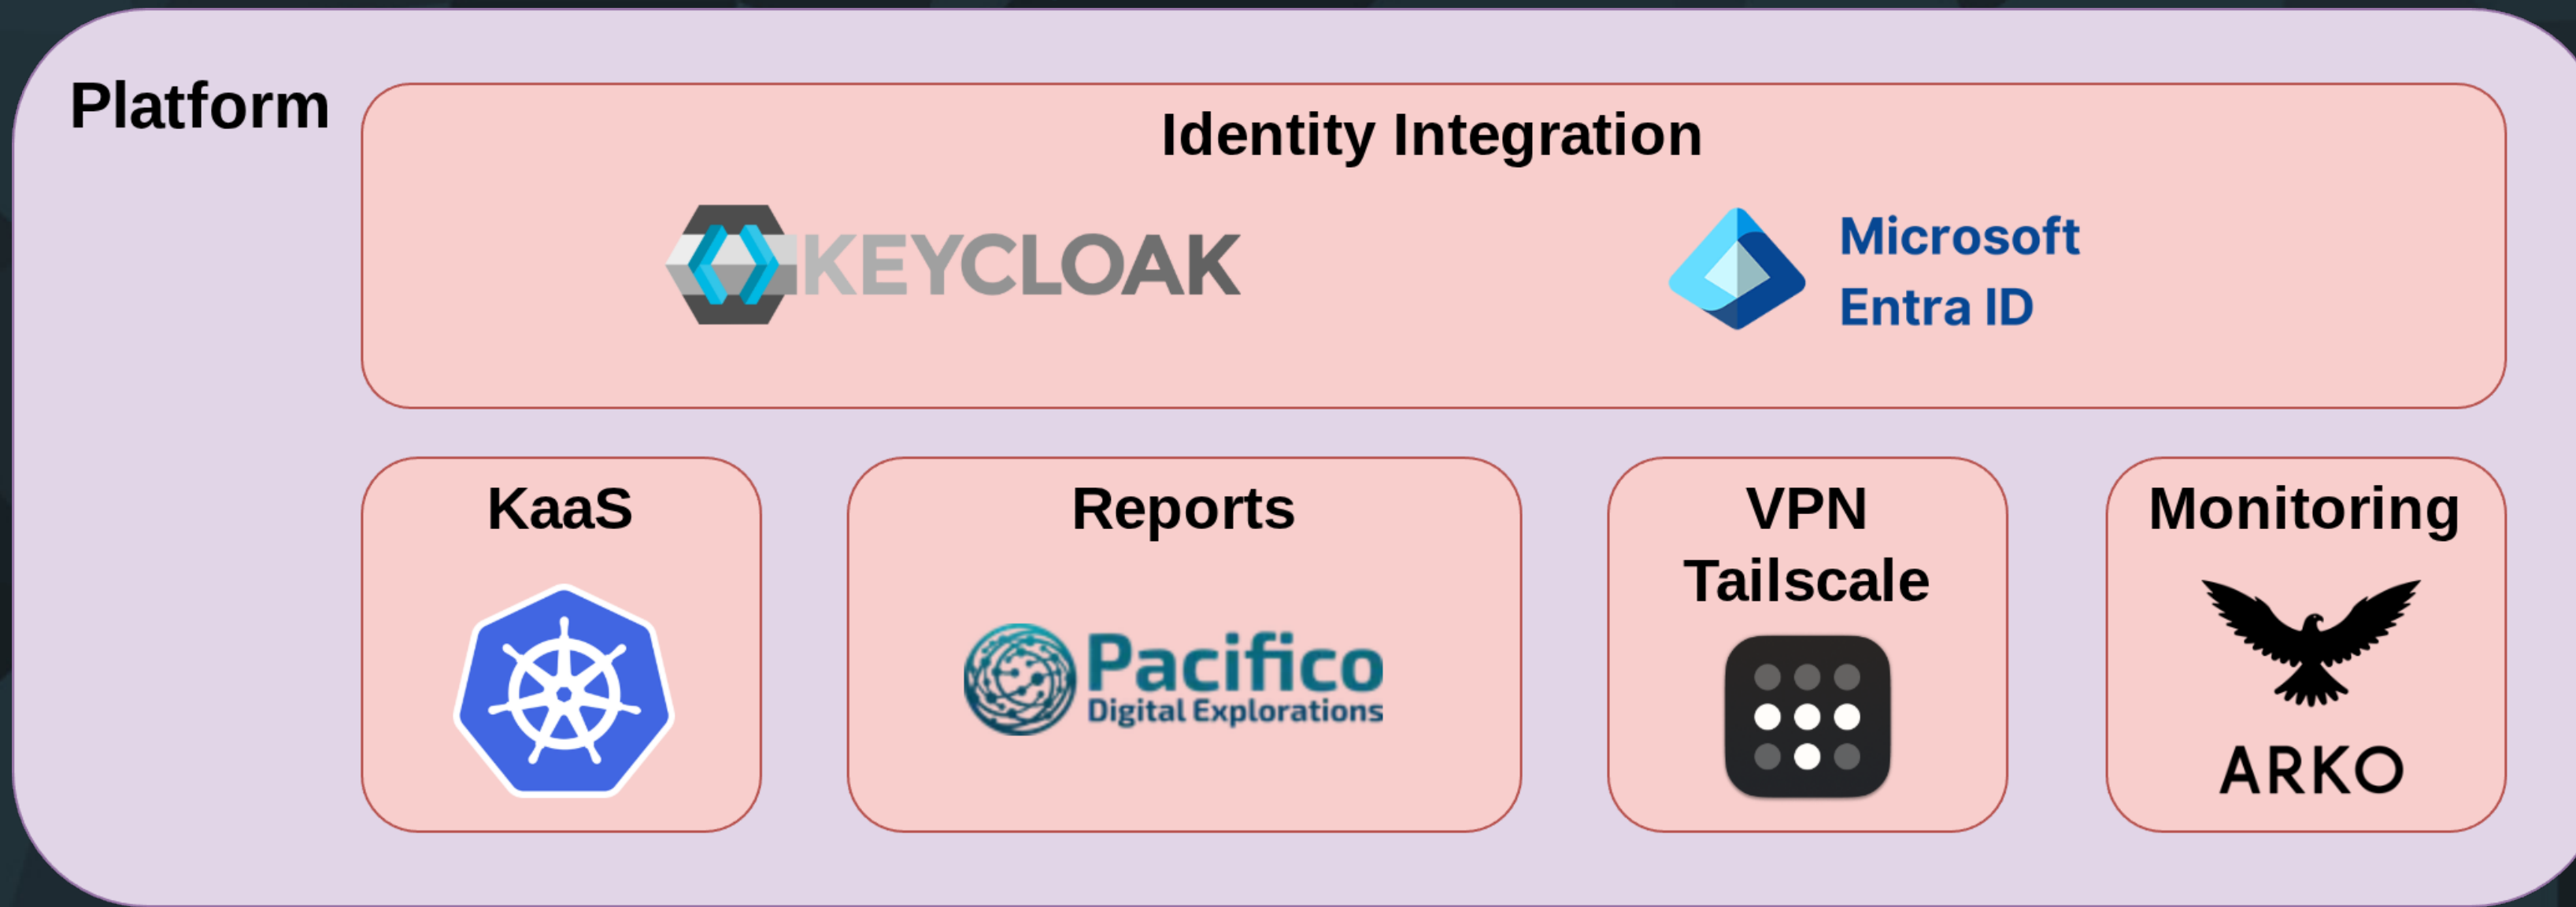 Platform
Identity Integration
KEYCLOAK
Microsoft
Entra ID
KaaS
Reports
Pacifico
Digital Explorations
VPN
Tailscale
Monitoring
ARKO